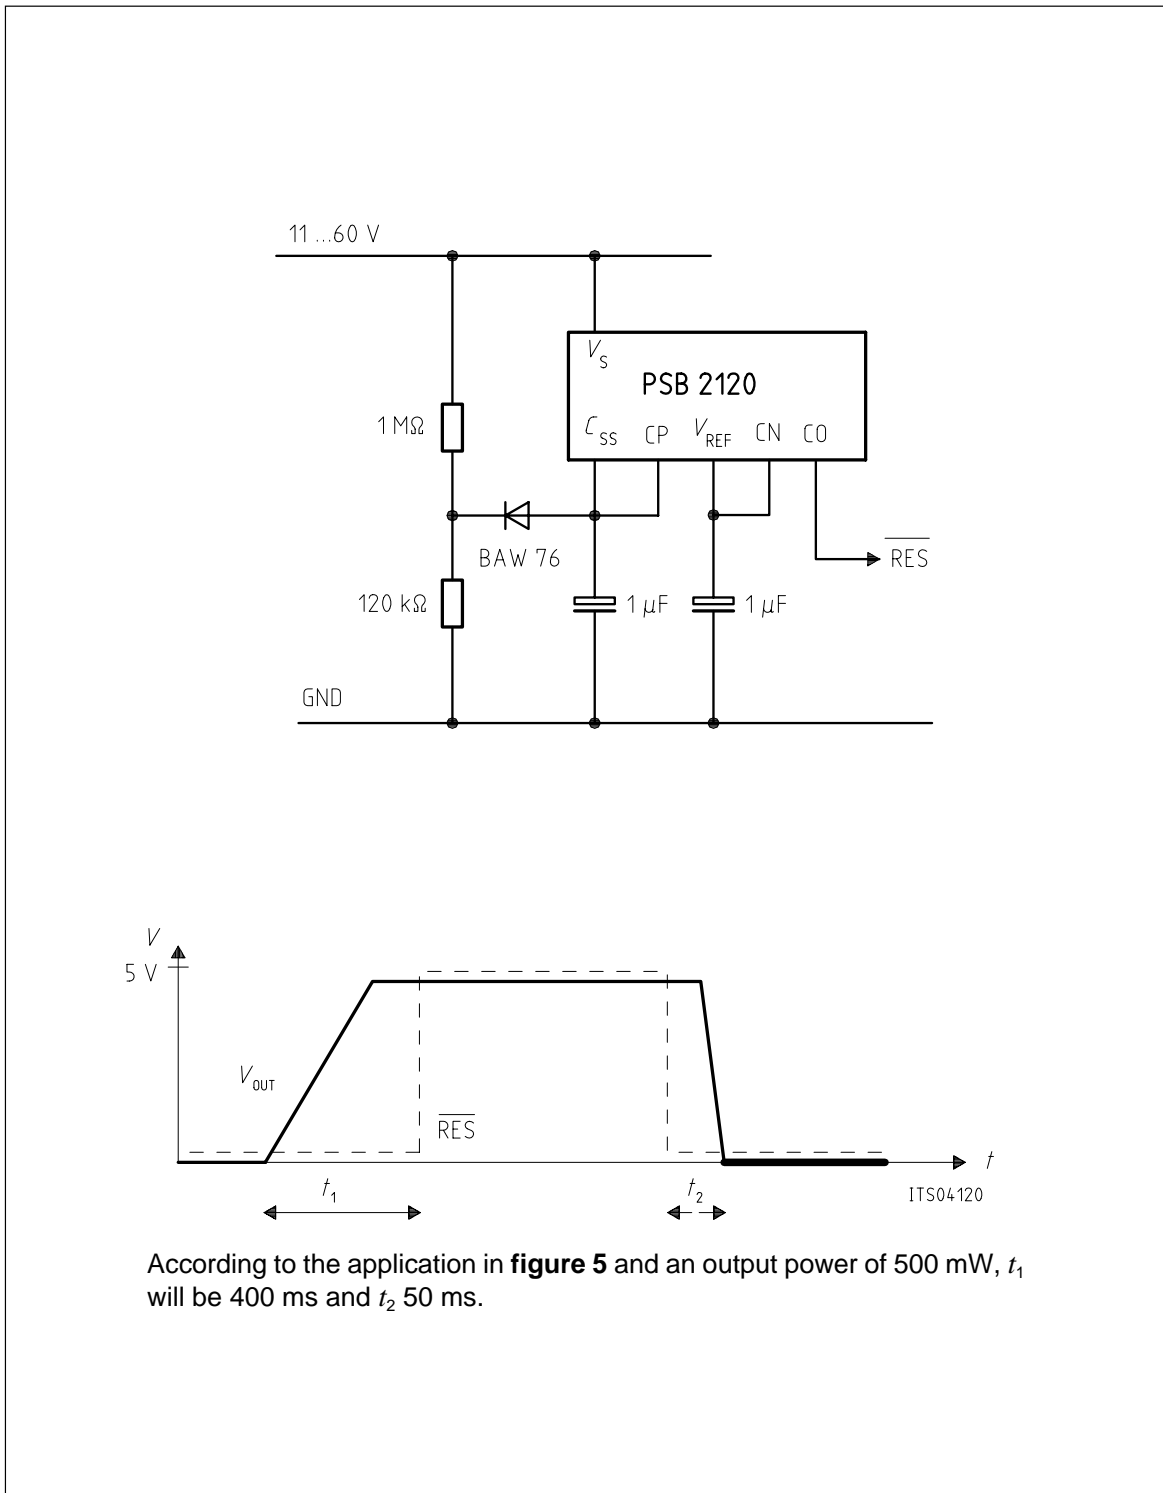 11 ...60 V
V_S
PSB 2120
C_SS CP V_REF CN CO
1 MΩ
BAW 76
RES
120 kΩ
1 µF
1 µF
GND
V
5 V
V_OUT
RES
t
t_1
t_2
ITS04120
According to the application in figure 5 and an output power of 500 mW, t_1
will be 400 ms and t_2 50 ms.